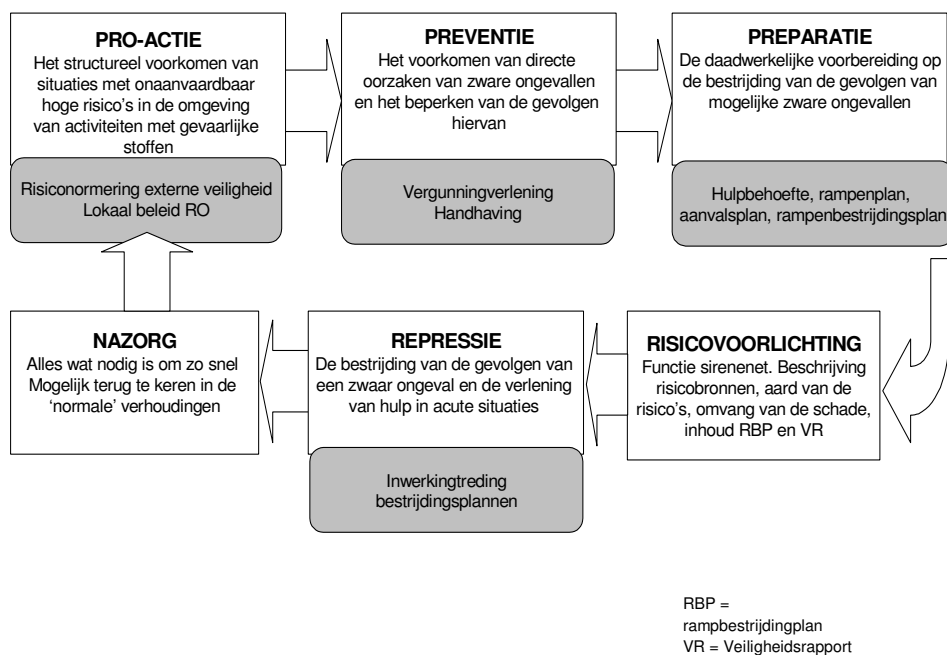 PRO-ACTIE
Het structureel voorkomen van
situaties met onaanvaardbaar
hoge risico's in de omgeving
van activiteiten met gevaarlijke
stoffen
Risiconormering externe veiligheid
Lokaal beleid RO
PREVENTIE
Het voorkomen van directe
oorzaken van zware ongevallen
en het beperken van de gevolgen
hiervan
Vergunningverlening
Handhaving
PREPARATIE
De daadwerkelijke voorbereiding op
de bestrijding van de gevolgen van
mogelijke zware ongevallen
Hulpbehoefte, rampenplan,
aanvalsplan, rampenbestrijdingsplan
RISICOVOORLICHTING
Functie sirenenet. Beschrijving
risicobronnen, aard van de
risico's, omvang van de schade,
inhoud RBP en VR
REPRESSIE
De bestrijding van de gevolgen van
een zwaar ongeval en de verlening
van hulp in acute situaties
Inwerkingtreding
bestrijdingsplannen
NAZORG
Alles wat nodig is om zo snel
Mogelijk terug te keren in de
'normale' verhoudingen
RBP =
rampbestrijdingplan
VR = Veiligheidsrapport